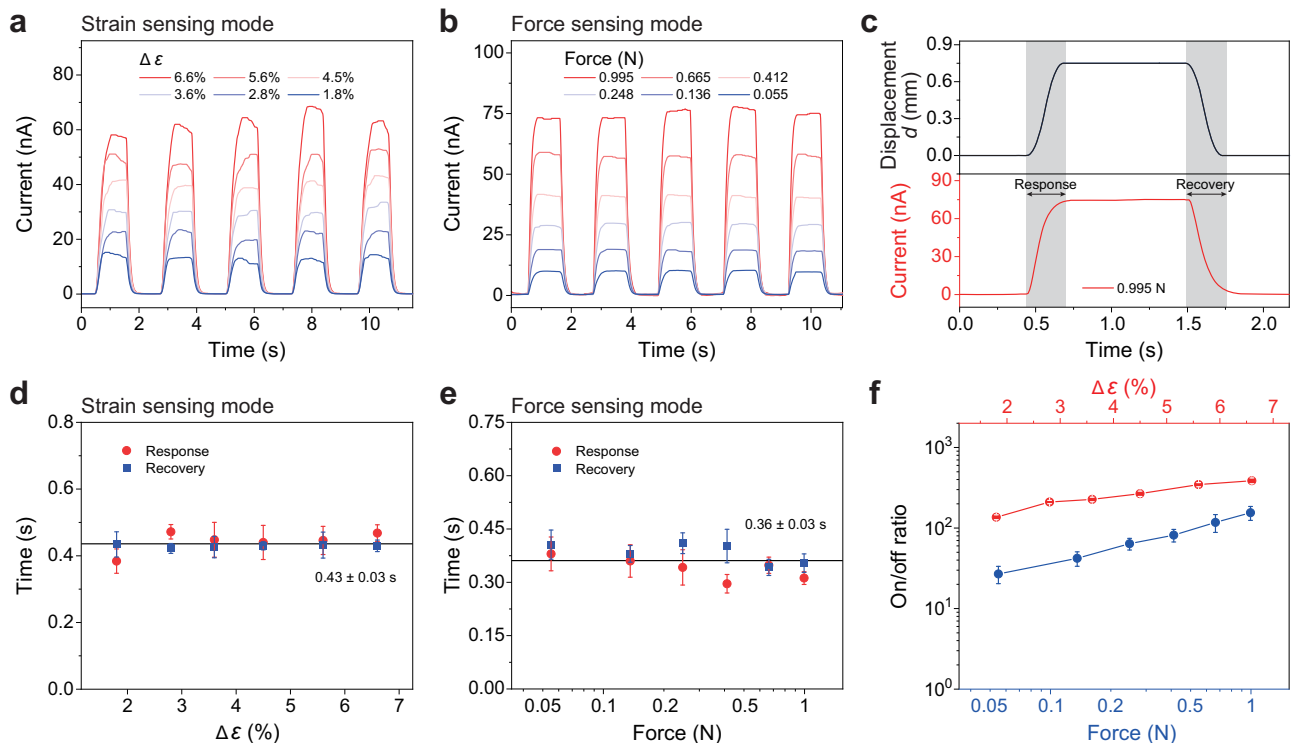 a Strain sensing mode
Δε
6.6% 5.6% 4.5%
3.6% 2.8% 1.8%
80
60
40
20
0
Current (nA)
0 2 4 6 8 10
Time (s)
b Force sensing mode
Force (N)
0.995 0.665 0.412
0.248 0.136 0.055
100
75
50
25
0
Current (nA)
0 2 4 6 8 10
Time (s)
c
0.9
0.6
0.3
0.0
Displacement
d (mm)
Response Recovery
90
60
30
0
Current (nA)
0.995 N
0.0 0.5 1.0 1.5 2.0
Time (s)
d Strain sensing mode
Response
Recovery
0.8
0.6
0.4
0.2
0.0
Time (s)
0.43 ± 0.03 s
2 3 4 5 6 7
Δε (%)
e Force sensing mode
Response
Recovery
0.75
0.60
0.45
0.30
0.15
0.00
Time (s)
0.36 ± 0.03 s
0.05 0.1 0.2 0.5 1
Force (N)
f
Δε (%)
2 3 4 5 6 7
10³
10²
10¹
10⁰
On/off ratio
0.05 0.1 0.2 0.5 1
Force (N)